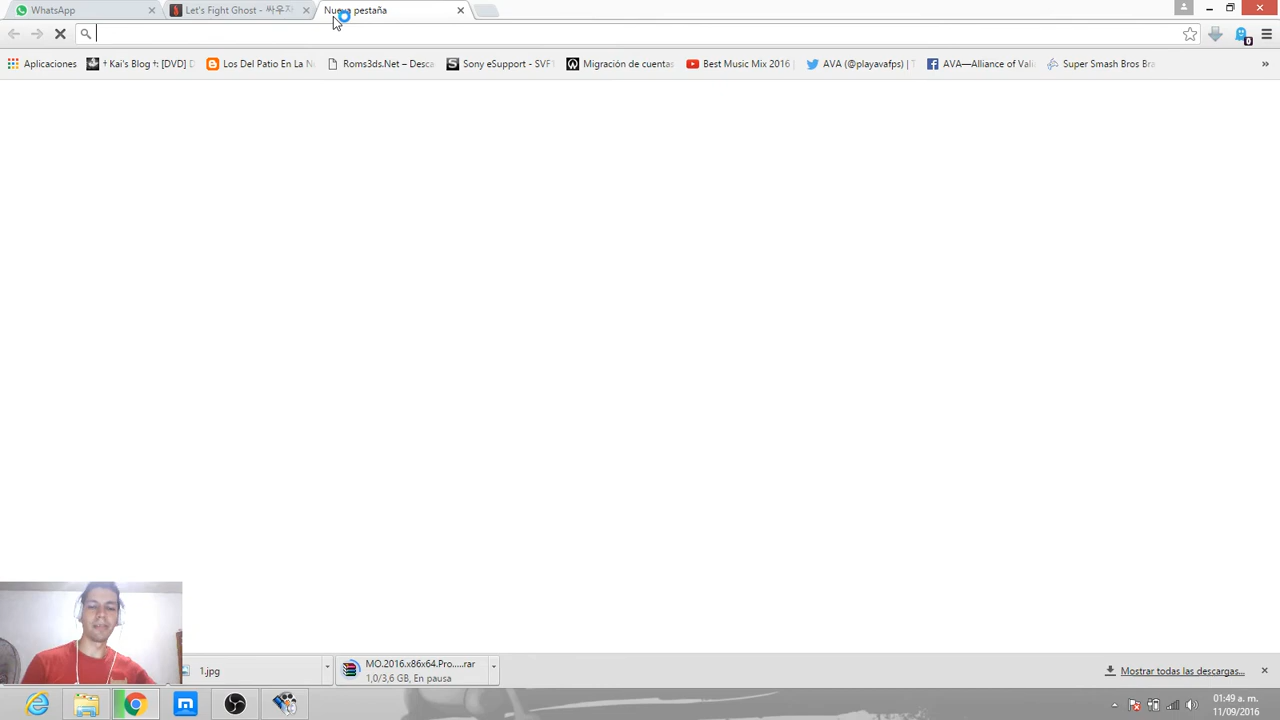 WhatsApp
Let's Fight Ghost - 싸우자
Nueva pestaña
Aplicaciones
Kai's Blog : [DVD]
Los Del Patio En La N
Roms3ds.Net – Desca
Sony eSupport - SVF
Migración de cuentas
Best Music Mix 2016
AVA (@playavafps) | T
AVA—Alliance of Vali
Super Smash Bros Bra
»
0
1.jpg
MO.2016.x86x64.Pro.....rar
1,0/3,6 GB, En pausa
Mostrar todas las descargas...
01:49 a. m.
11/09/2016